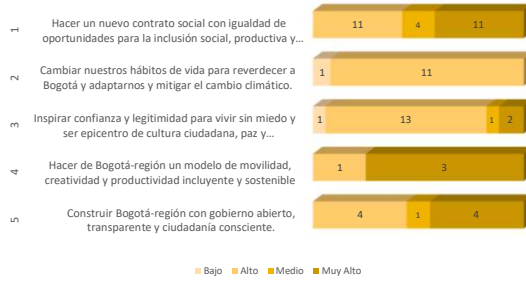 1
Hacer un nuevo contrato social con igualdad de
oportunidades para la inclusión social, productiva y...
11 4 11
2
Cambiar nuestros hábitos de vida para reverdecer a
Bogotá y adaptarnos y mitigar el cambio climático.
1 11
3
Inspirar confianza y legitimidad para vivir sin miedo y
ser epicentro de cultura ciudadana, paz y...
1 13 1 2
4
Hacer de Bogotá-región un modelo de movilidad,
creatividad y productividad incluyente y sostenible
1 3
5
Construir Bogotá-región con gobierno abierto,
transparente y ciudadanía consciente.
4 1 4
Bajo Alto Medio Muy Alto